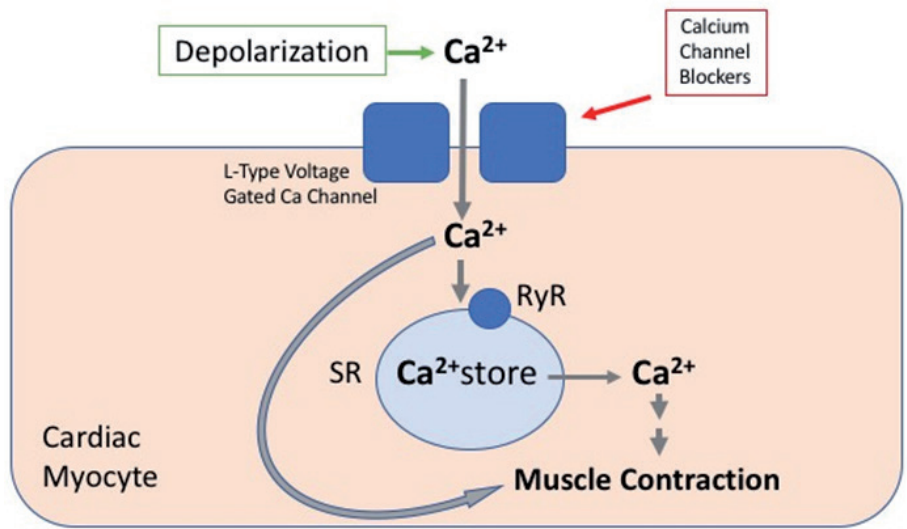 Depolarization
Ca²⁺
Calcium
Channel
Blockers
L-Type Voltage
Gated Ca Channel
Ca²⁺
RyR
SR
Ca²⁺store
Ca²⁺
Cardiac
Myocyte
Muscle Contraction